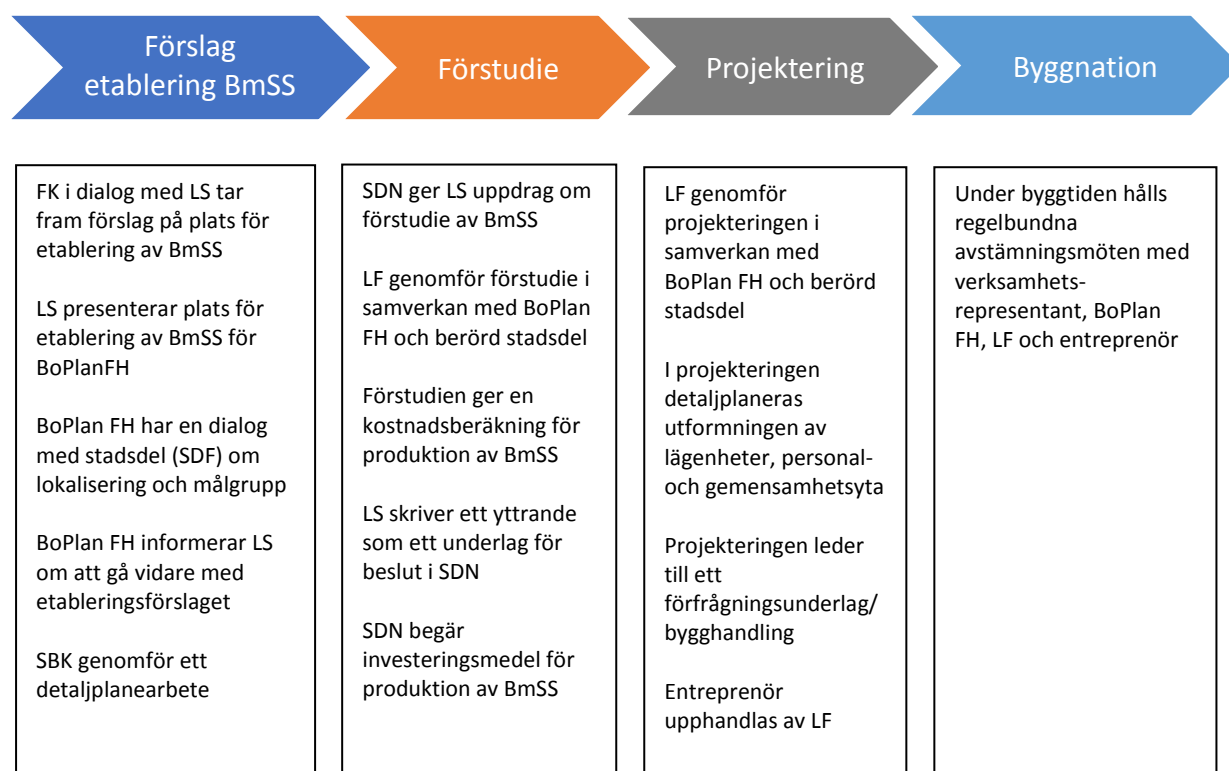 Förslag
etablering BmSS
Förstudie
Projektering
Byggnation
FK i dialog med LS tar
fram förslag på plats för
etablering av BmSS
LS presenterar plats för
etablering av BmSS för
BoPlanFH
BoPlan FH har en dialog
med stadsdel (SDF) om
lokalisering och målgrupp
BoPlan FH informerar LS
om att gå vidare med
etableringsförslaget
SBK genomför ett
detaljplanearbete
SDN ger LS uppdrag om
förstudie av BmSS
LF genomför förstudie i
samverkan med BoPlan
FH och berörd stadsdel
Förstudien ger en
kostnadsberäkning för
produktion av BmSS
LS skriver ett yttrande
som ett underlag för
beslut i SDN
SDN begär
investeringsmedel för
produktion av BmSS
LF genomför
projekteringen i
samverkan med
BoPlan FH och berörd
stadsdel
I projekteringen
detaljplaneras
utformningen av
lägenheter, personal-
och gemensamhetsyta
Projekteringen leder
till ett
förfrågningsunderlag/
bygghandling
Entreprenör
upphandlas av LF
Under byggtiden hålls
regelbundna
avstämningsmöten med
verksamhets-
representant, BoPlan
FH, LF och entreprenör